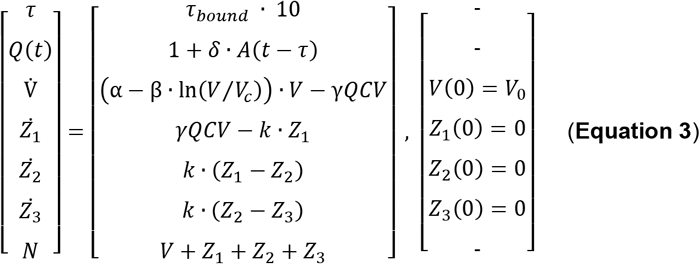 τ = τ_bound · 10 , -
Q(t) = 1 + δ · A(t − τ) , -
V̇ = (α − β · ln(V/V_c)) · V − γQCV , V(0) = V_0
Ż_1 = γQCV − k · Z_1 , Z_1(0) = 0 (Equation 3)
Ż_2 = k · (Z_1 − Z_2) , Z_2(0) = 0
Ż_3 = k · (Z_2 − Z_3) , Z_3(0) = 0
N = V + Z_1 + Z_2 + Z_3 , -